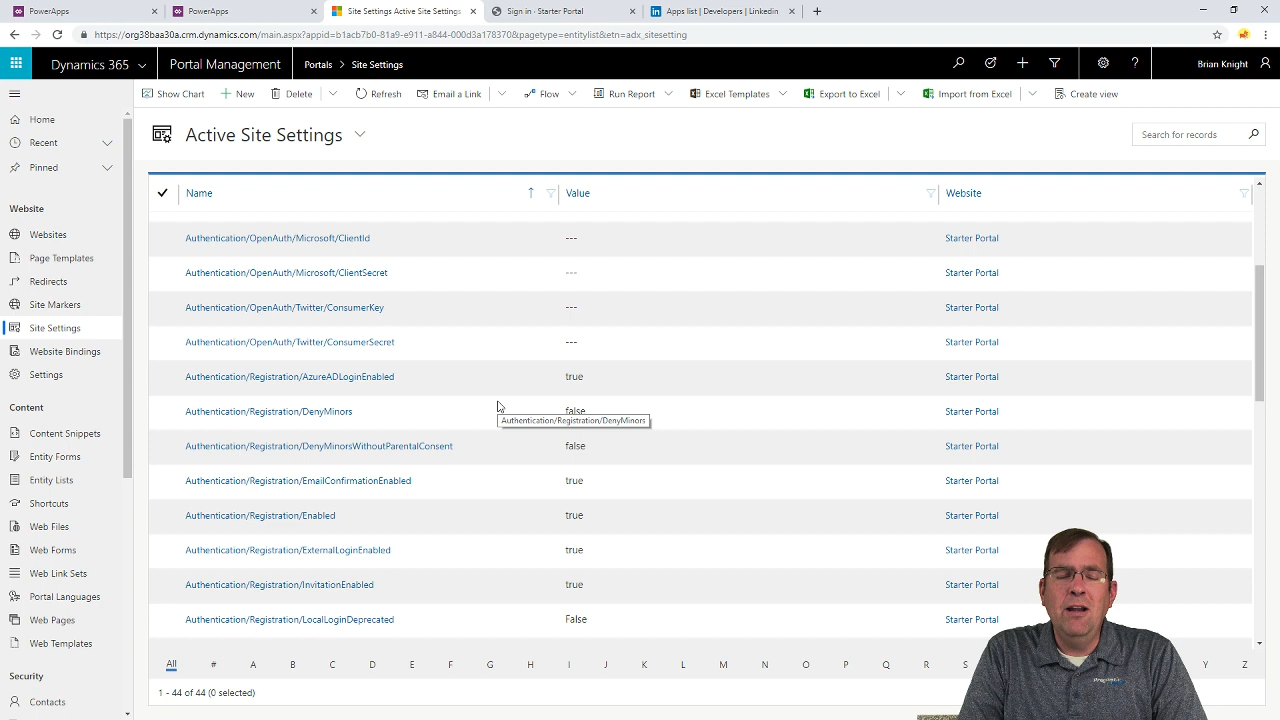 PowerApps
PowerApps
Site Settings Active Site Settings
Sign in · Starter Portal
Apps list | Developers | LinkedIn
https://org38baa30a.crm.dynamics.com/main.aspx?appid=b1acb7b0-81a9-e911-a844-000d3a178370&pagetype=entitylist&etn=adx_sitesetting
Dynamics 365
Portal Management
Portals > Site Settings
Brian Knight
Show Chart
New
Delete
Refresh
Email a Link
Flow
Run Report
Excel Templates
Export to Excel
Import from Excel
Create view
Home
Recent
Pinned
Website
Websites
Page Templates
Redirects
Site Markers
Site Settings
Website Bindings
Settings
Content
Content Snippets
Entity Forms
Entity Lists
Shortcuts
Web Files
Web Forms
Web Link Sets
Portal Languages
Web Pages
Web Templates
Security
Contacts
Active Site Settings
Search for records
Name Value Website
Authentication/OpenAuth/Microsoft/ClientId --- Starter Portal
Authentication/OpenAuth/Microsoft/ClientSecret --- Starter Portal
Authentication/OpenAuth/Twitter/ConsumerKey --- Starter Portal
Authentication/OpenAuth/Twitter/ConsumerSecret --- Starter Portal
Authentication/Registration/AzureADLoginEnabled true Starter Portal
Authentication/Registration/DenyMinors false Starter Portal
Authentication/Registration/DenyMinors
Authentication/Registration/DenyMinorsWithoutParentalConsent false Starter Portal
Authentication/Registration/EmailConfirmationEnabled true Starter Portal
Authentication/Registration/Enabled true Starter Portal
Authentication/Registration/ExternalLoginEnabled true Starter Portal
Authentication/Registration/InvitationEnabled true Starter Portal
Authentication/Registration/LocalLoginDeprecated False Starter Portal
All # A B C D E F G H I J K L M N O P Q R S Y Z
1 - 44 of 44 (0 selected)